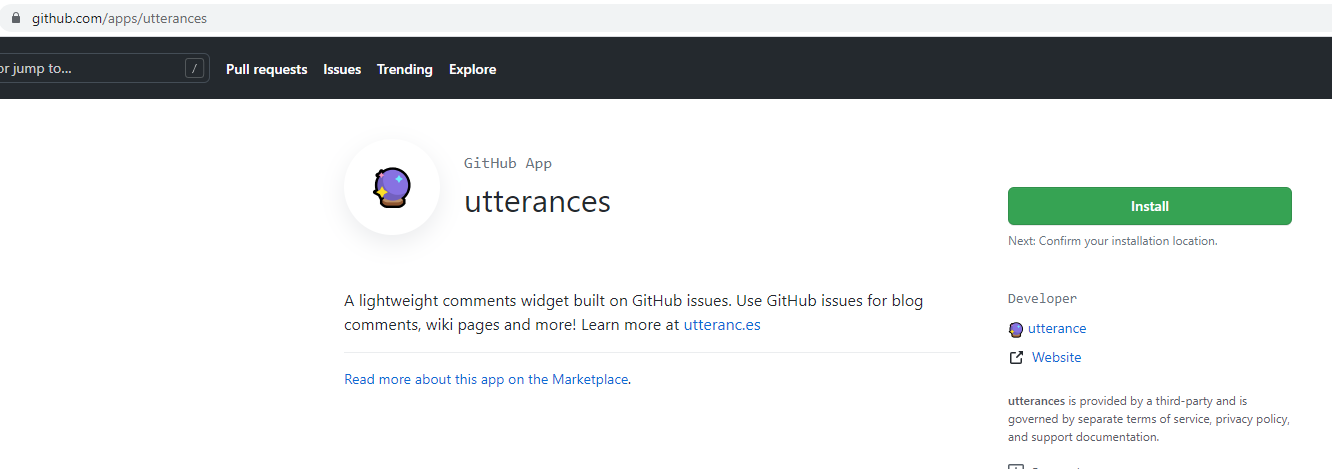 github.com/apps/utterances
or jump to... /
Pull requests Issues Trending Explore
GitHub App
utterances
Install
Next: Confirm your installation location.
A lightweight comments widget built on GitHub issues. Use GitHub issues for blog
comments, wiki pages and more! Learn more at utteranc.es
Read more about this app on the Marketplace.
Developer
utterance
Website
utterances is provided by a third-party and is
governed by separate terms of service, privacy policy,
and support documentation.